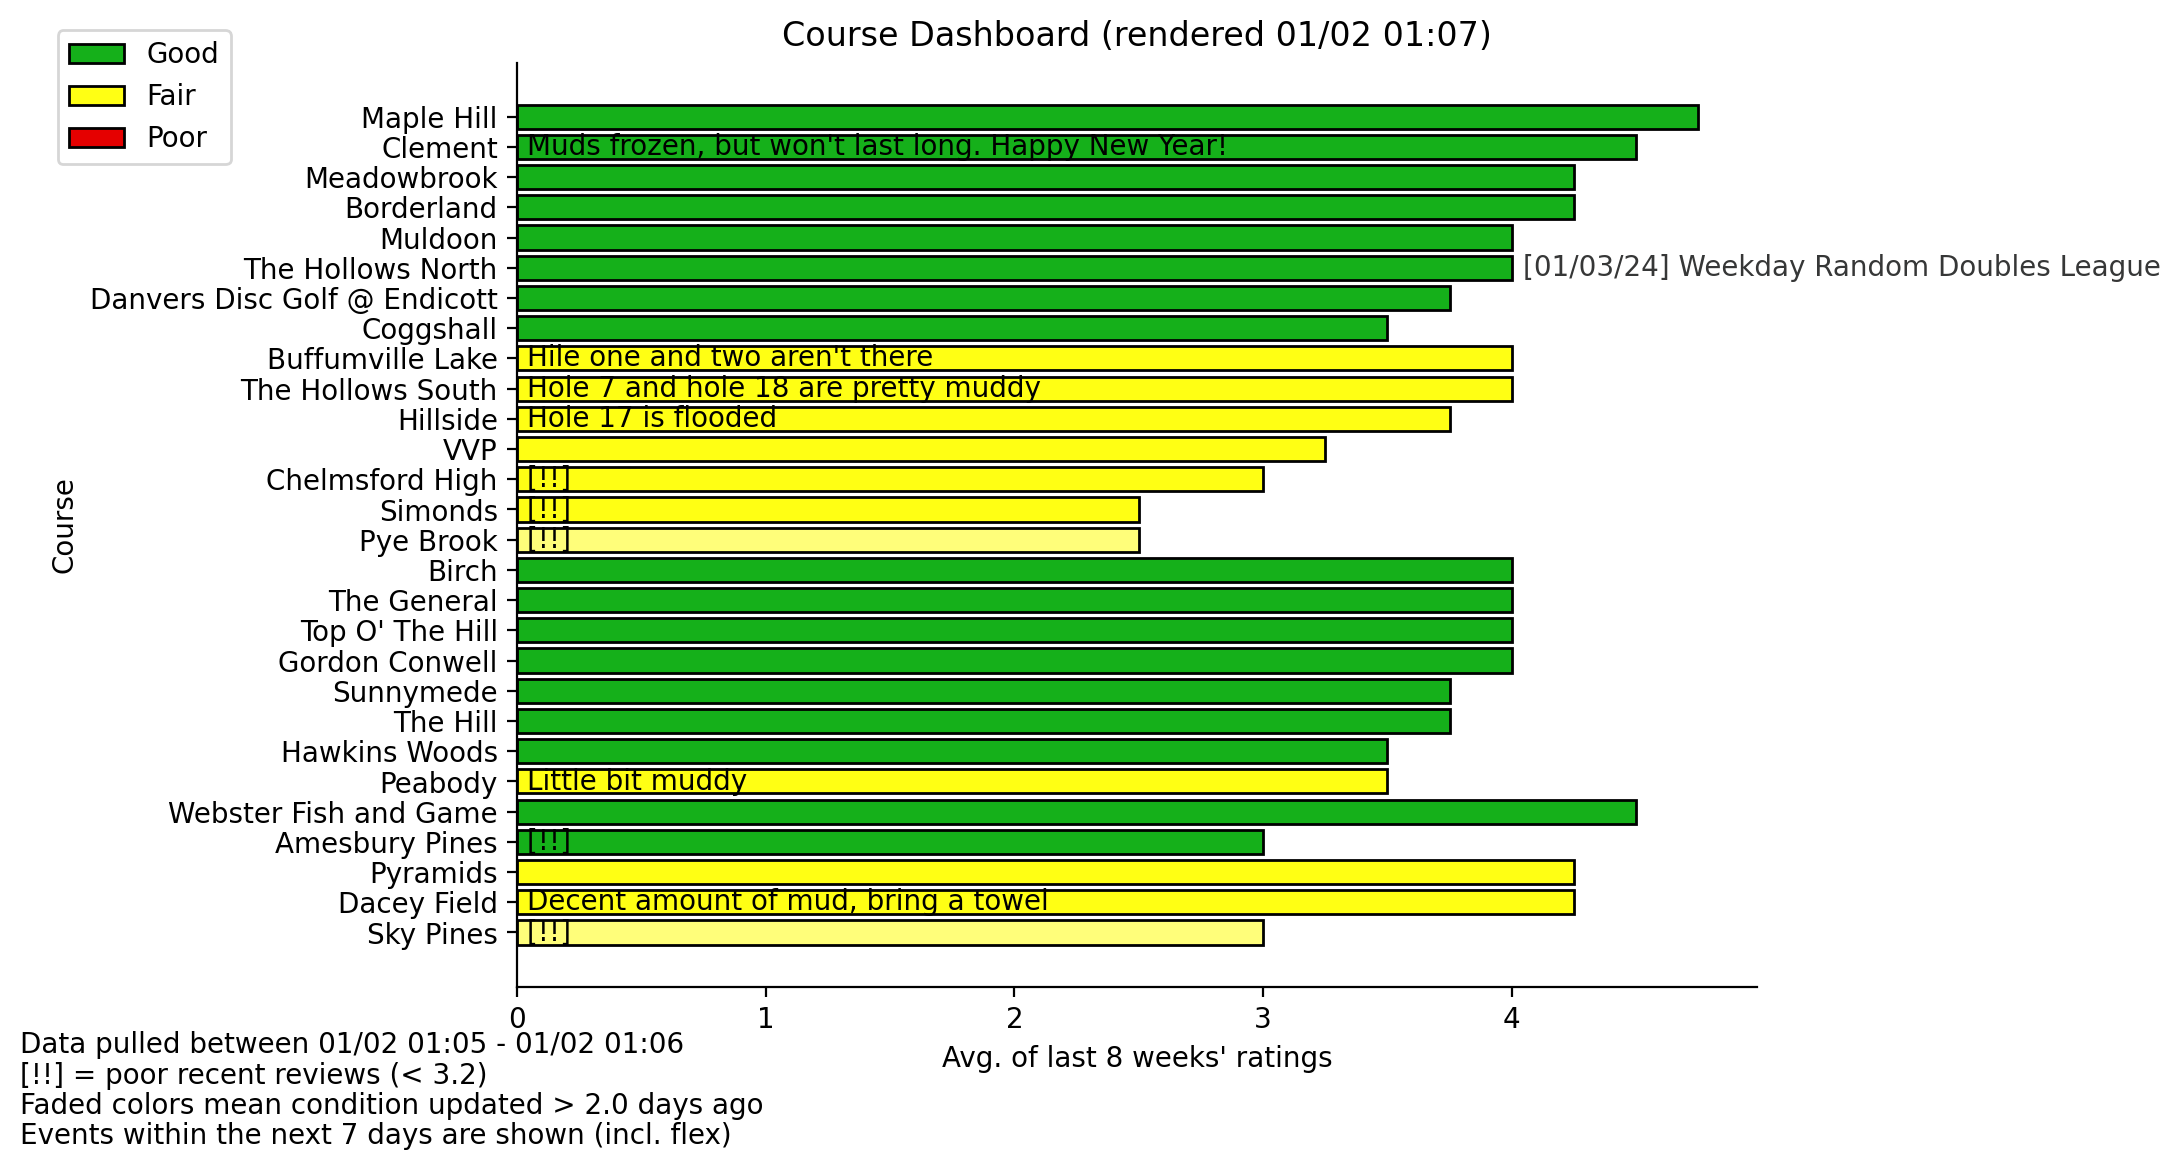 Course Dashboard (rendered 01/02 01:07)
Good
Fair
Poor
Maple Hill
Clement Muds frozen, but won't last long. Happy New Year!
Meadowbrook
Borderland
Muldoon
The Hollows North [01/03/24] Weekday Random Doubles League
Danvers Disc Golf @ Endicott
Coggshall
Buffumville Lake Hile one and two aren't there
The Hollows South Hole 7 and hole 18 are pretty muddy
Hillside Hole 17 is flooded
VVP
Chelmsford High [!!]
Simonds [!!]
Pye Brook [!!]
Birch
The General
Top O' The Hill
Gordon Conwell
Sunnymede
The Hill
Hawkins Woods
Peabody Little bit muddy
Webster Fish and Game
Amesbury Pines [!!]
Pyramids
Dacey Field Decent amount of mud, bring a towel
Sky Pines [!!]
Course
0 1 2 3 4
Avg. of last 8 weeks' ratings
Data pulled between 01/02 01:05 - 01/02 01:06
[!!] = poor recent reviews (< 3.2)
Faded colors mean condition updated > 2.0 days ago
Events within the next 7 days are shown (incl. flex)